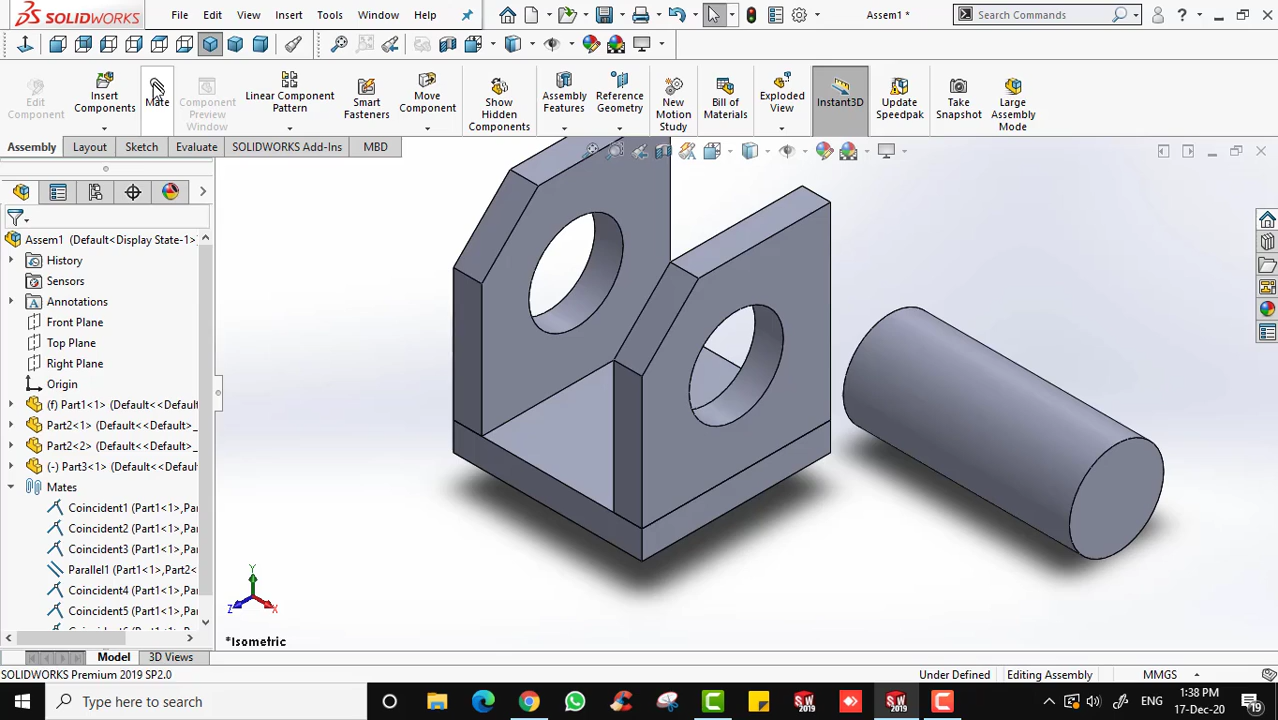 SOLIDWORKS File Edit View Insert Tools Window Help Assem1 * Search Commands
Edit Component Insert Components Mate Component Preview Window Linear Component Pattern Smart Fasteners Move Component Show Hidden Components Assembly Features Reference Geometry New Motion Study Bill of Materials Exploded View Instant3D Update Speedpak Take Snapshot Large Assembly Mode
Assembly Layout Sketch Evaluate SOLIDWORKS Add-Ins MBD
Assem1 (Default<Display State-1>
History
Sensors
Annotations
Front Plane
Top Plane
Right Plane
Origin
(f) Part1<1> (Default<<Default
Part2<1> (Default<<Default>_
Part2<2> (Default<<Default>_
(-) Part3<1> (Default<<Default
Mates
Coincident1 (Part1<1>,Pa
Coincident2 (Part1<1>,Pa
Coincident3 (Part1<1>,Pa
Parallel1 (Part1<1>,Part2<
Coincident4 (Part1<1>,Pa
Coincident5 (Part1<1>,Pa
Y
Z X
*Isometric
Model 3D Views
SOLIDWORKS Premium 2019 SP2.0 Under Defined Editing Assembly MMGS
Type here to search ENG 1:38 PM
17-Dec-20